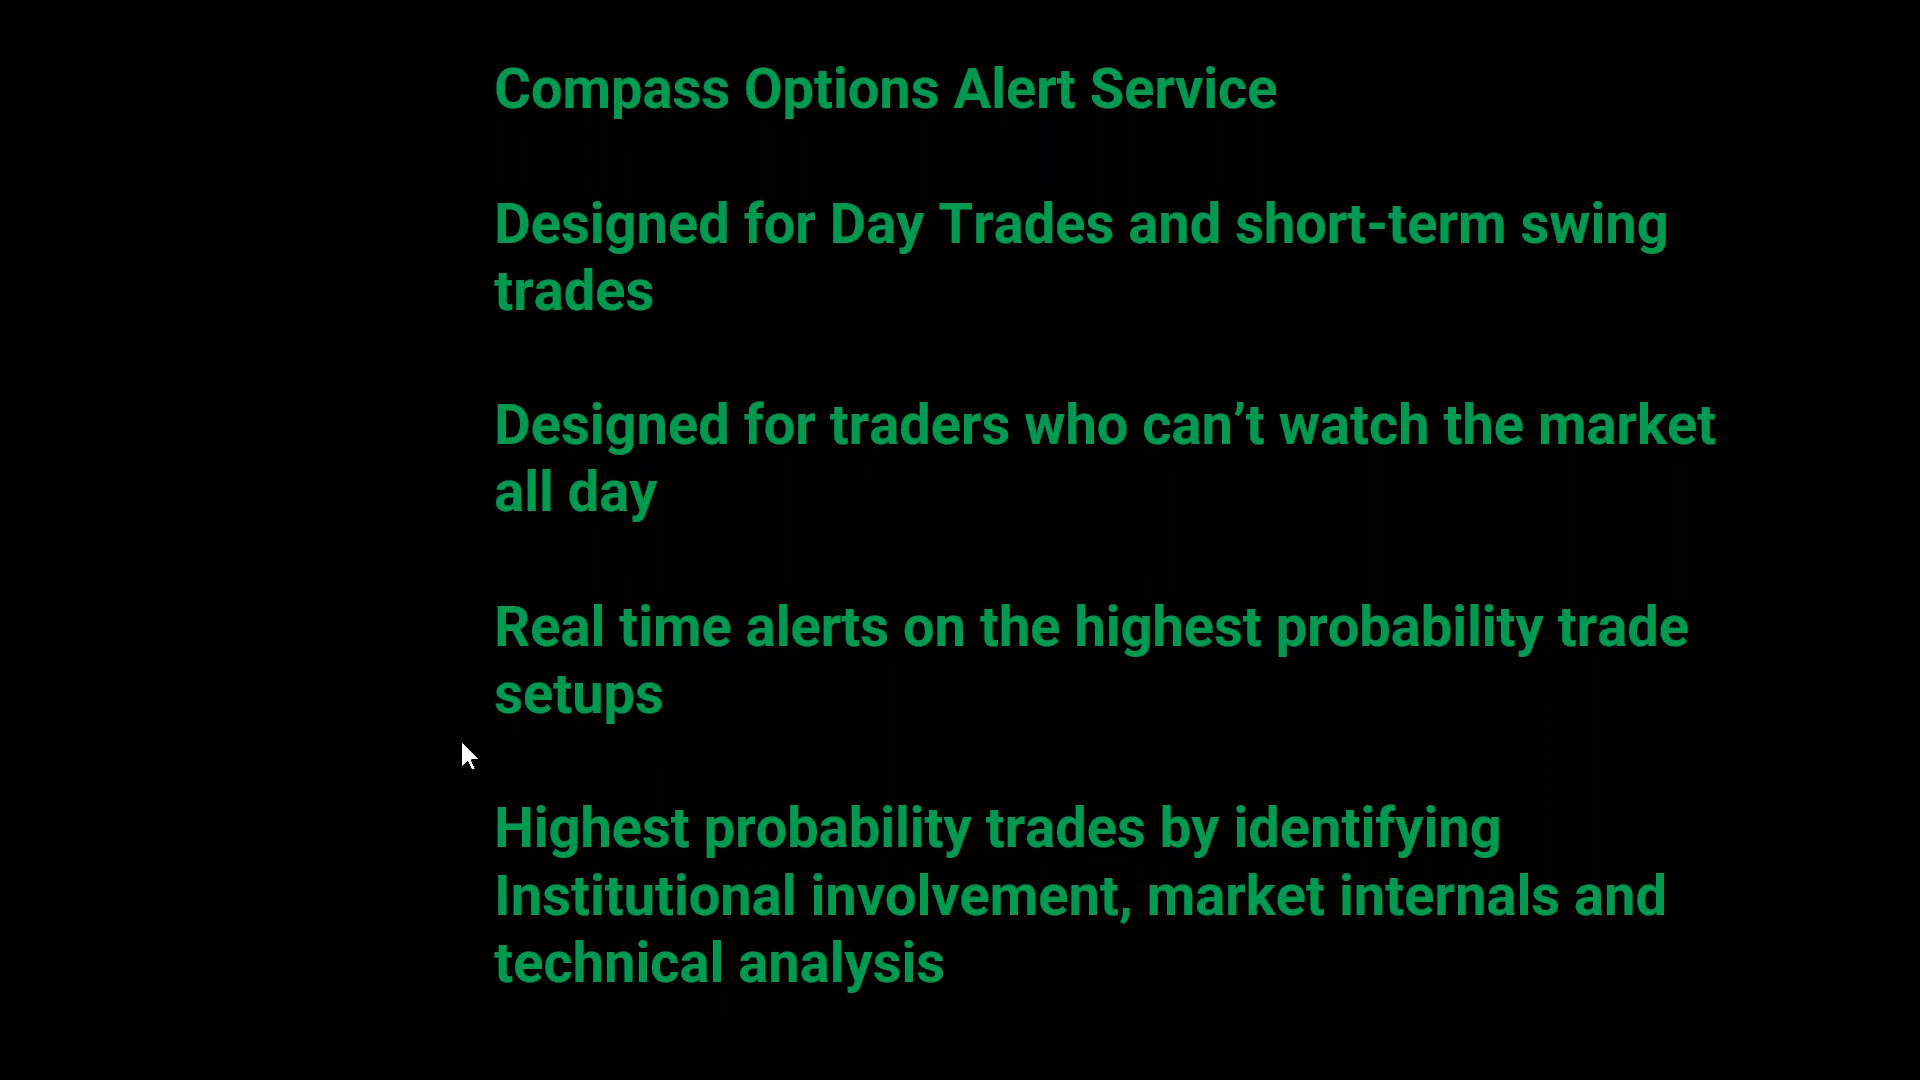 Compass Options Alert Service
Designed for Day Trades and short-term swing
trades
Designed for traders who can’t watch the market
all day
Real time alerts on the highest probability trade
setups
Highest probability trades by identifying
Institutional involvement, market internals and
technical analysis